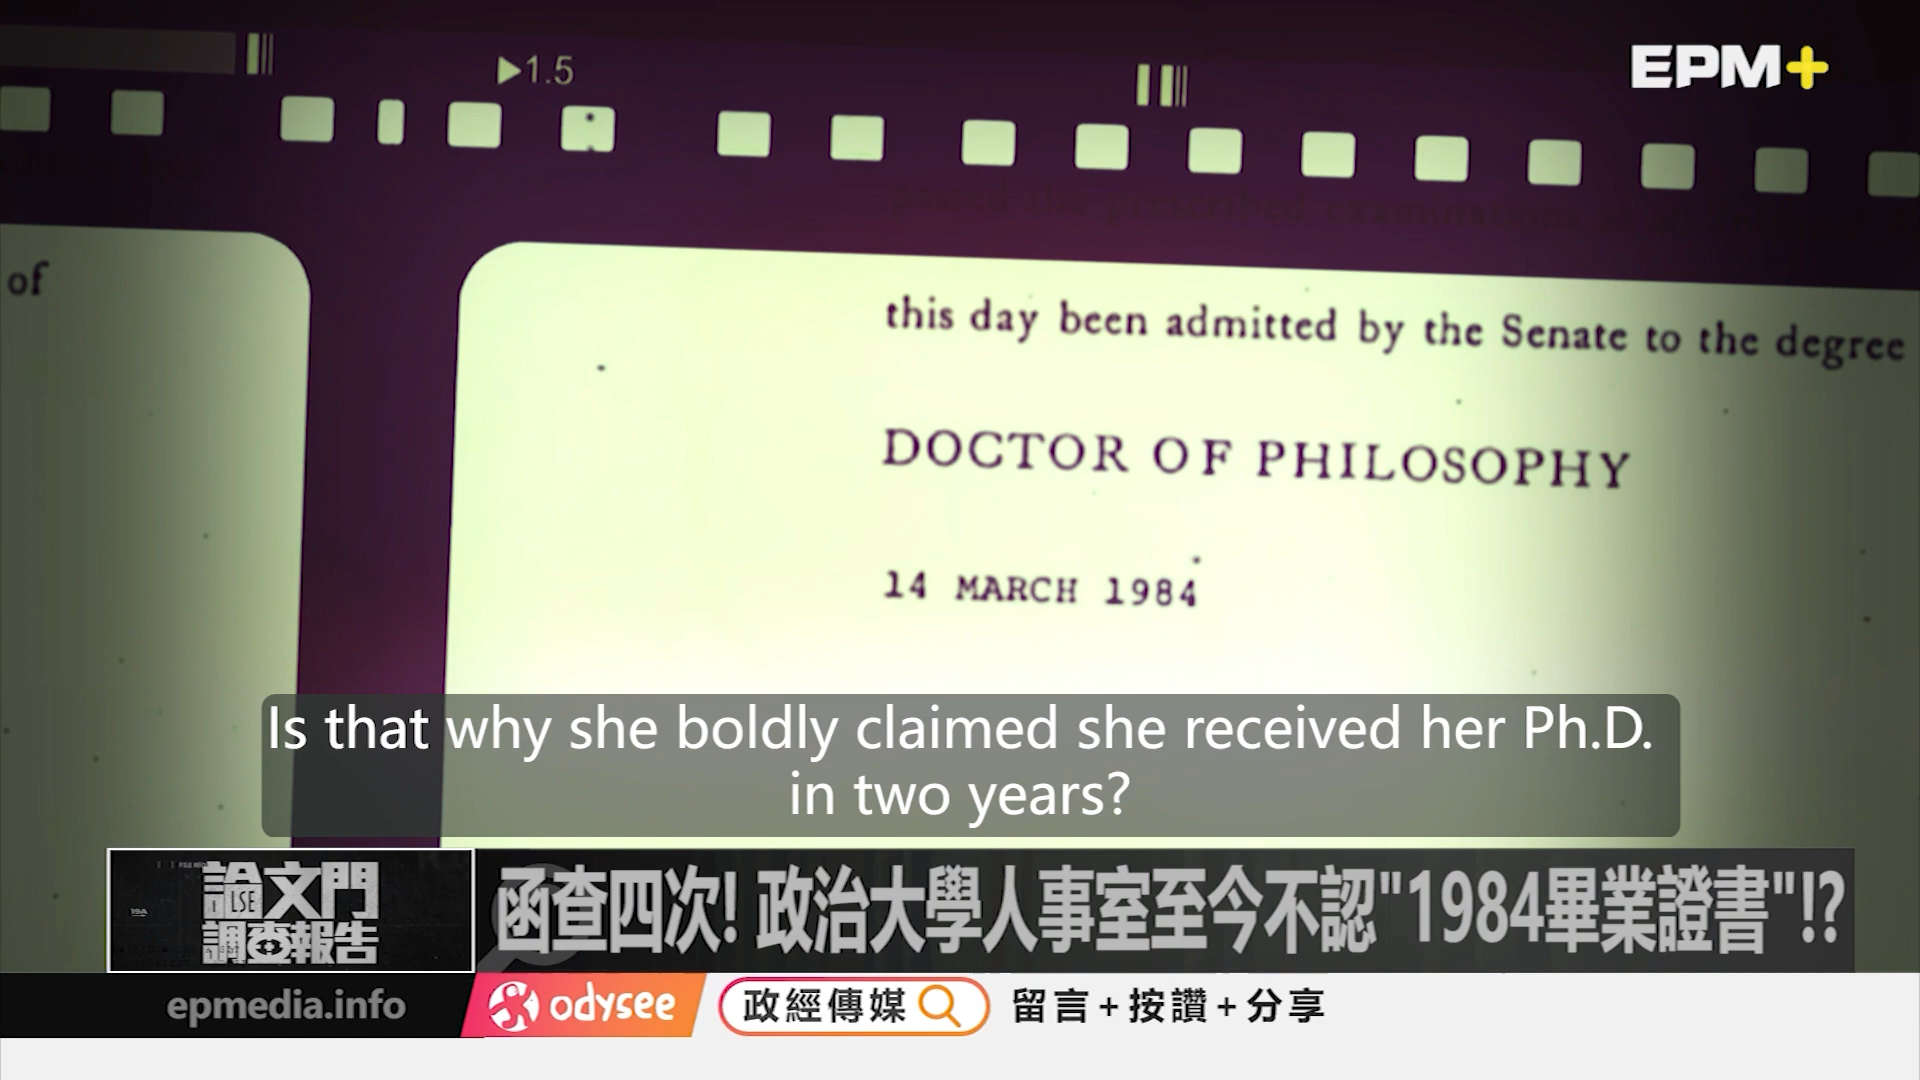 ▶1.5
EPM+
of
this day been admitted by the Senate to the degree
DOCTOR OF PHILOSOPHY
14 MARCH 1984
Is that why she boldly claimed she received her Ph.D.
in two years?
論文門
LSE
調查報告
19A
函查四次! 政治大學人事室至今不認"1984畢業證書"!?
epmedia.info
odysee
政經傳媒
留言+按讚+分享